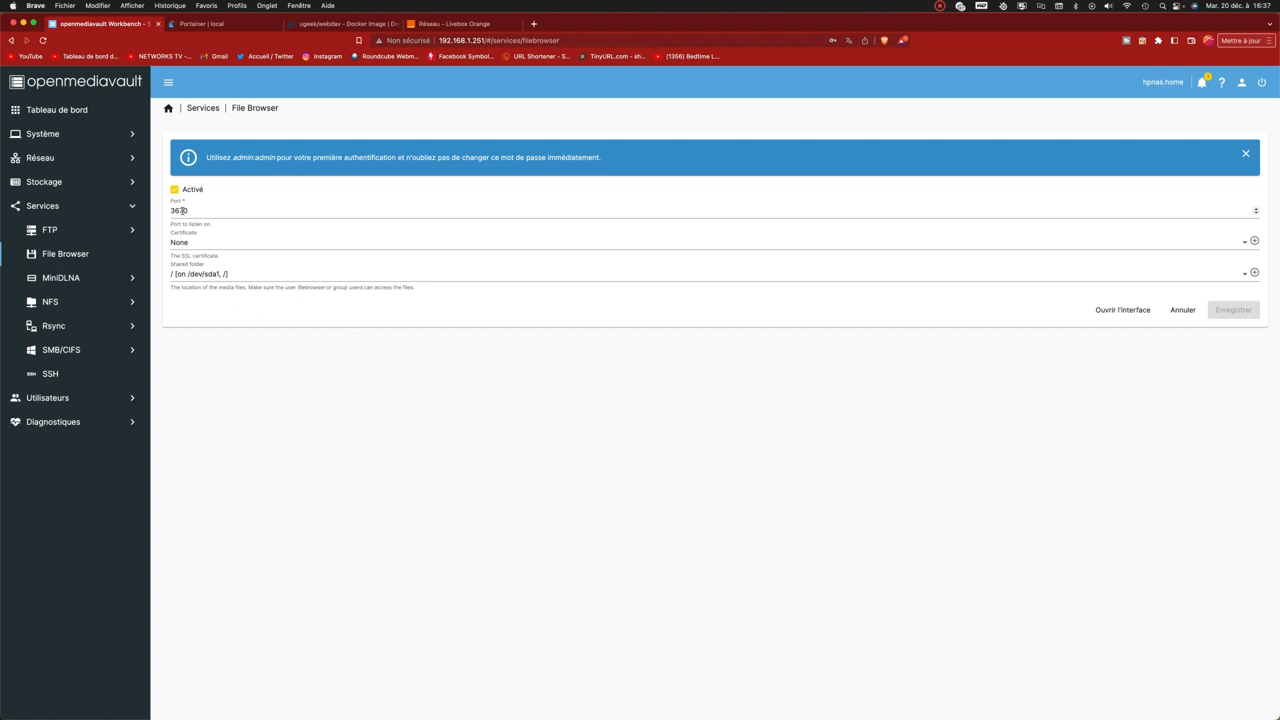 Brave Fichier Modifier Afficher Historique Favoris Profils Onglet Fenêtre Aide Mar. 20 déc. à 16:37
openmediavault Workbench - S Portainer | local ugeek/webdav - Docker Image | Do Réseau - Livebox Orange
Non sécurisé 192.168.1.251/#/services/filebrowser Mettre à jour
YouTube Tableau de bord d... NETWORKS TV -... Gmail Accueil / Twitter Instagram Roundcube Webm... Facebook Symbol... URL Shortener - S... TinyURL.com - sh... (1356) Bedtime L...
openmediavault
hpnas.home 1
Services | File Browser
Tableau de bord
Système
Réseau
Stockage
Services
FTP
File Browser
MiniDLNA
NFS
Rsync
SMB/CIFS
SSH
Utilisateurs
Diagnostiques
Utilisez admin:admin pour votre première authentification et n'oubliez pas de changer ce mot de passe immédiatement.
Activé
Port *
Port to listen on.
Certificate
None
The SSL certificate.
Shared folder
/ [on /dev/sda1, /]
The location of the media files. Make sure the user filebrowser or group users can access the files.
Ouvrir l'interface Annuler Enregistrer